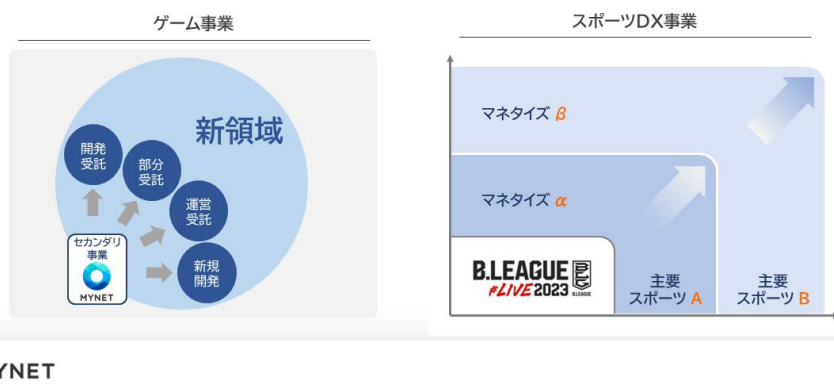 ゲーム事業
新領域
開発
受託
部分
受託
運営
受託
セカンダリ
事業
MYNET
新規
開発
スポーツDX事業
マネタイズ β
マネタイズ α
B.LEAGUE
#LIVE2023
主要
スポーツ A
主要
スポーツ B
YNET